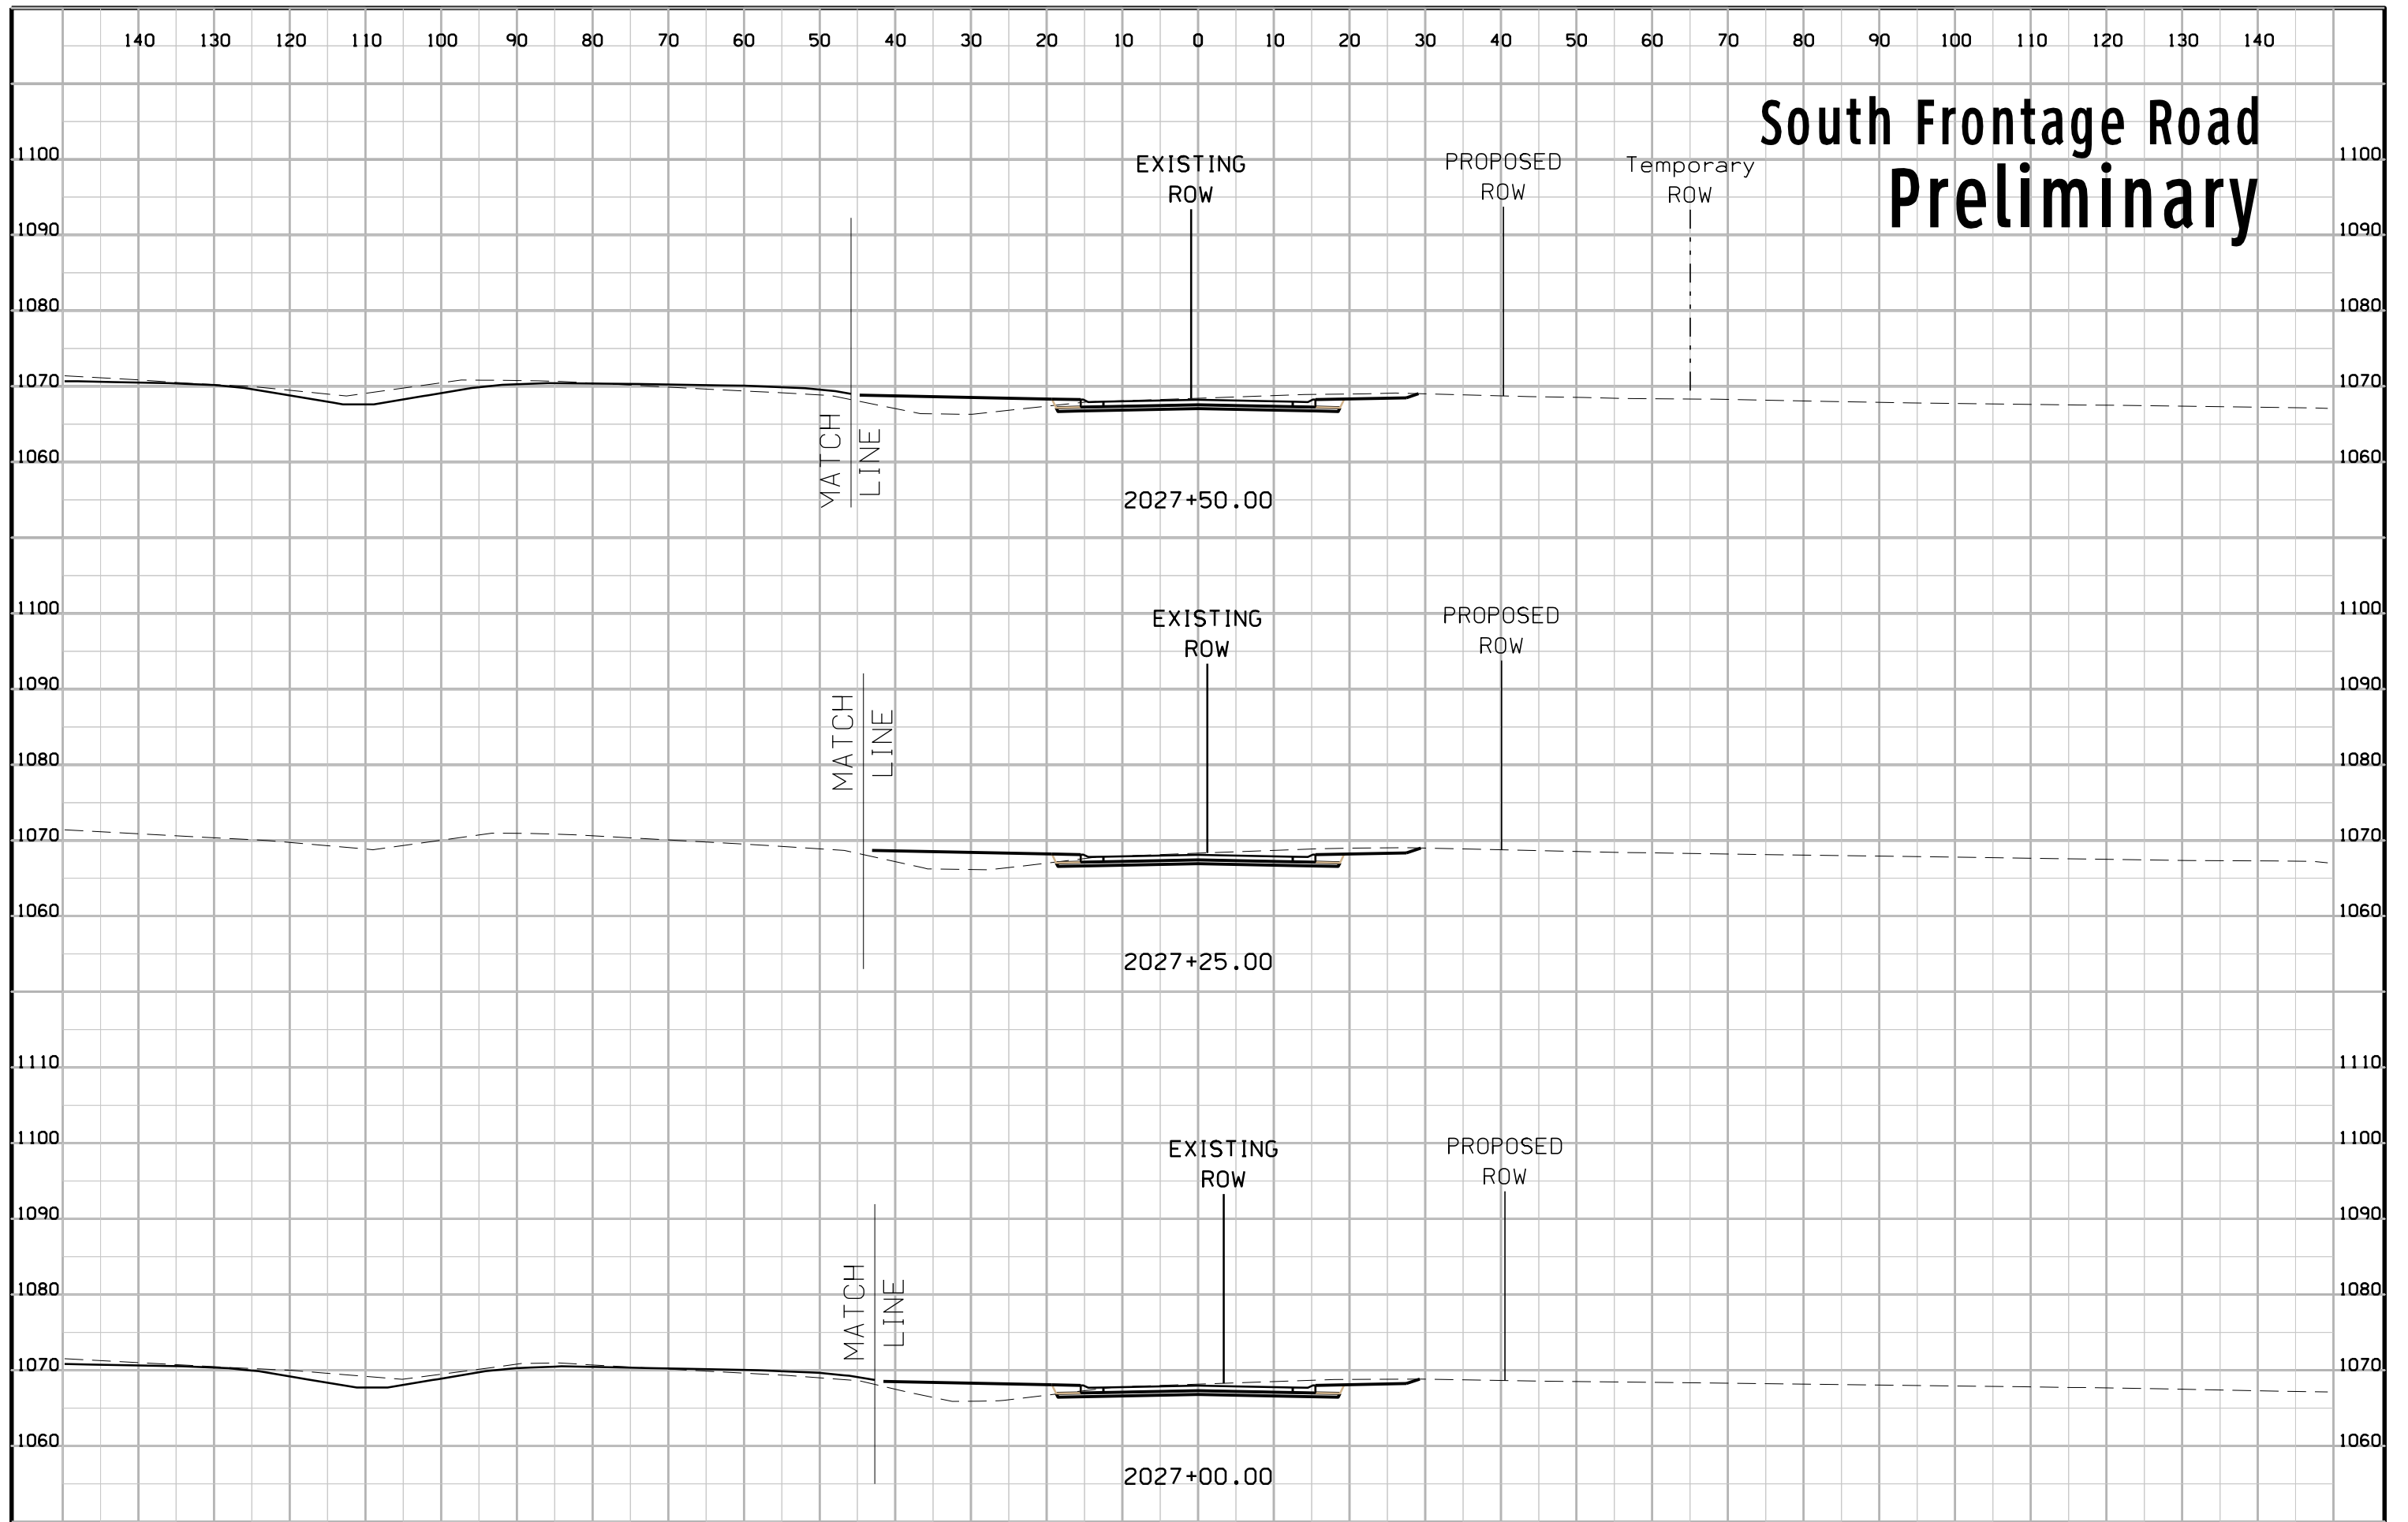 140 130 120 110 100 90 80 70 60 50 40 30 20 10 0 10 20 30 40 50 60 70 80 90 100 110 120 130 140
South Frontage Road
Preliminary
1100 1100
EXISTING ROW
PROPOSED ROW
Temporary ROW
1090 1090
1080 1080
1070 1070
MATCH LINE
1060 1060
2027+50.00
1100 1100
EXISTING ROW
PROPOSED ROW
1090 1090
MATCH LINE
1080 1080
1070 1070
1060 1060
2027+25.00
1110 1110
1100 1100
EXISTING ROW
PROPOSED ROW
1090 1090
1080 1080
MATCH LINE
1070 1070
1060 1060
2027+00.00